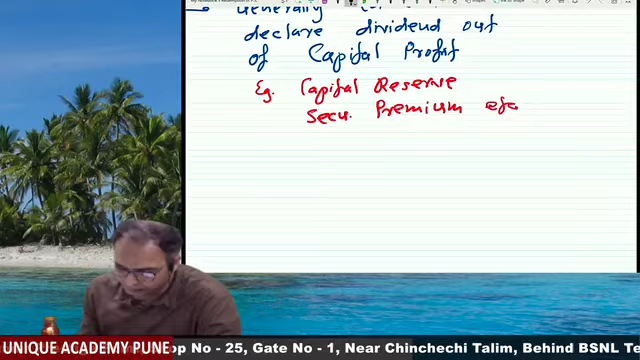 Generally
declare dividend out
of Capital Profit
Eg. Capital Reserve
Secu. Premium etc
UNIQUE ACADEMY PUNE
op No - 25, Gate No - 1, Near Chinchechi Talim, Behind BSNL Te